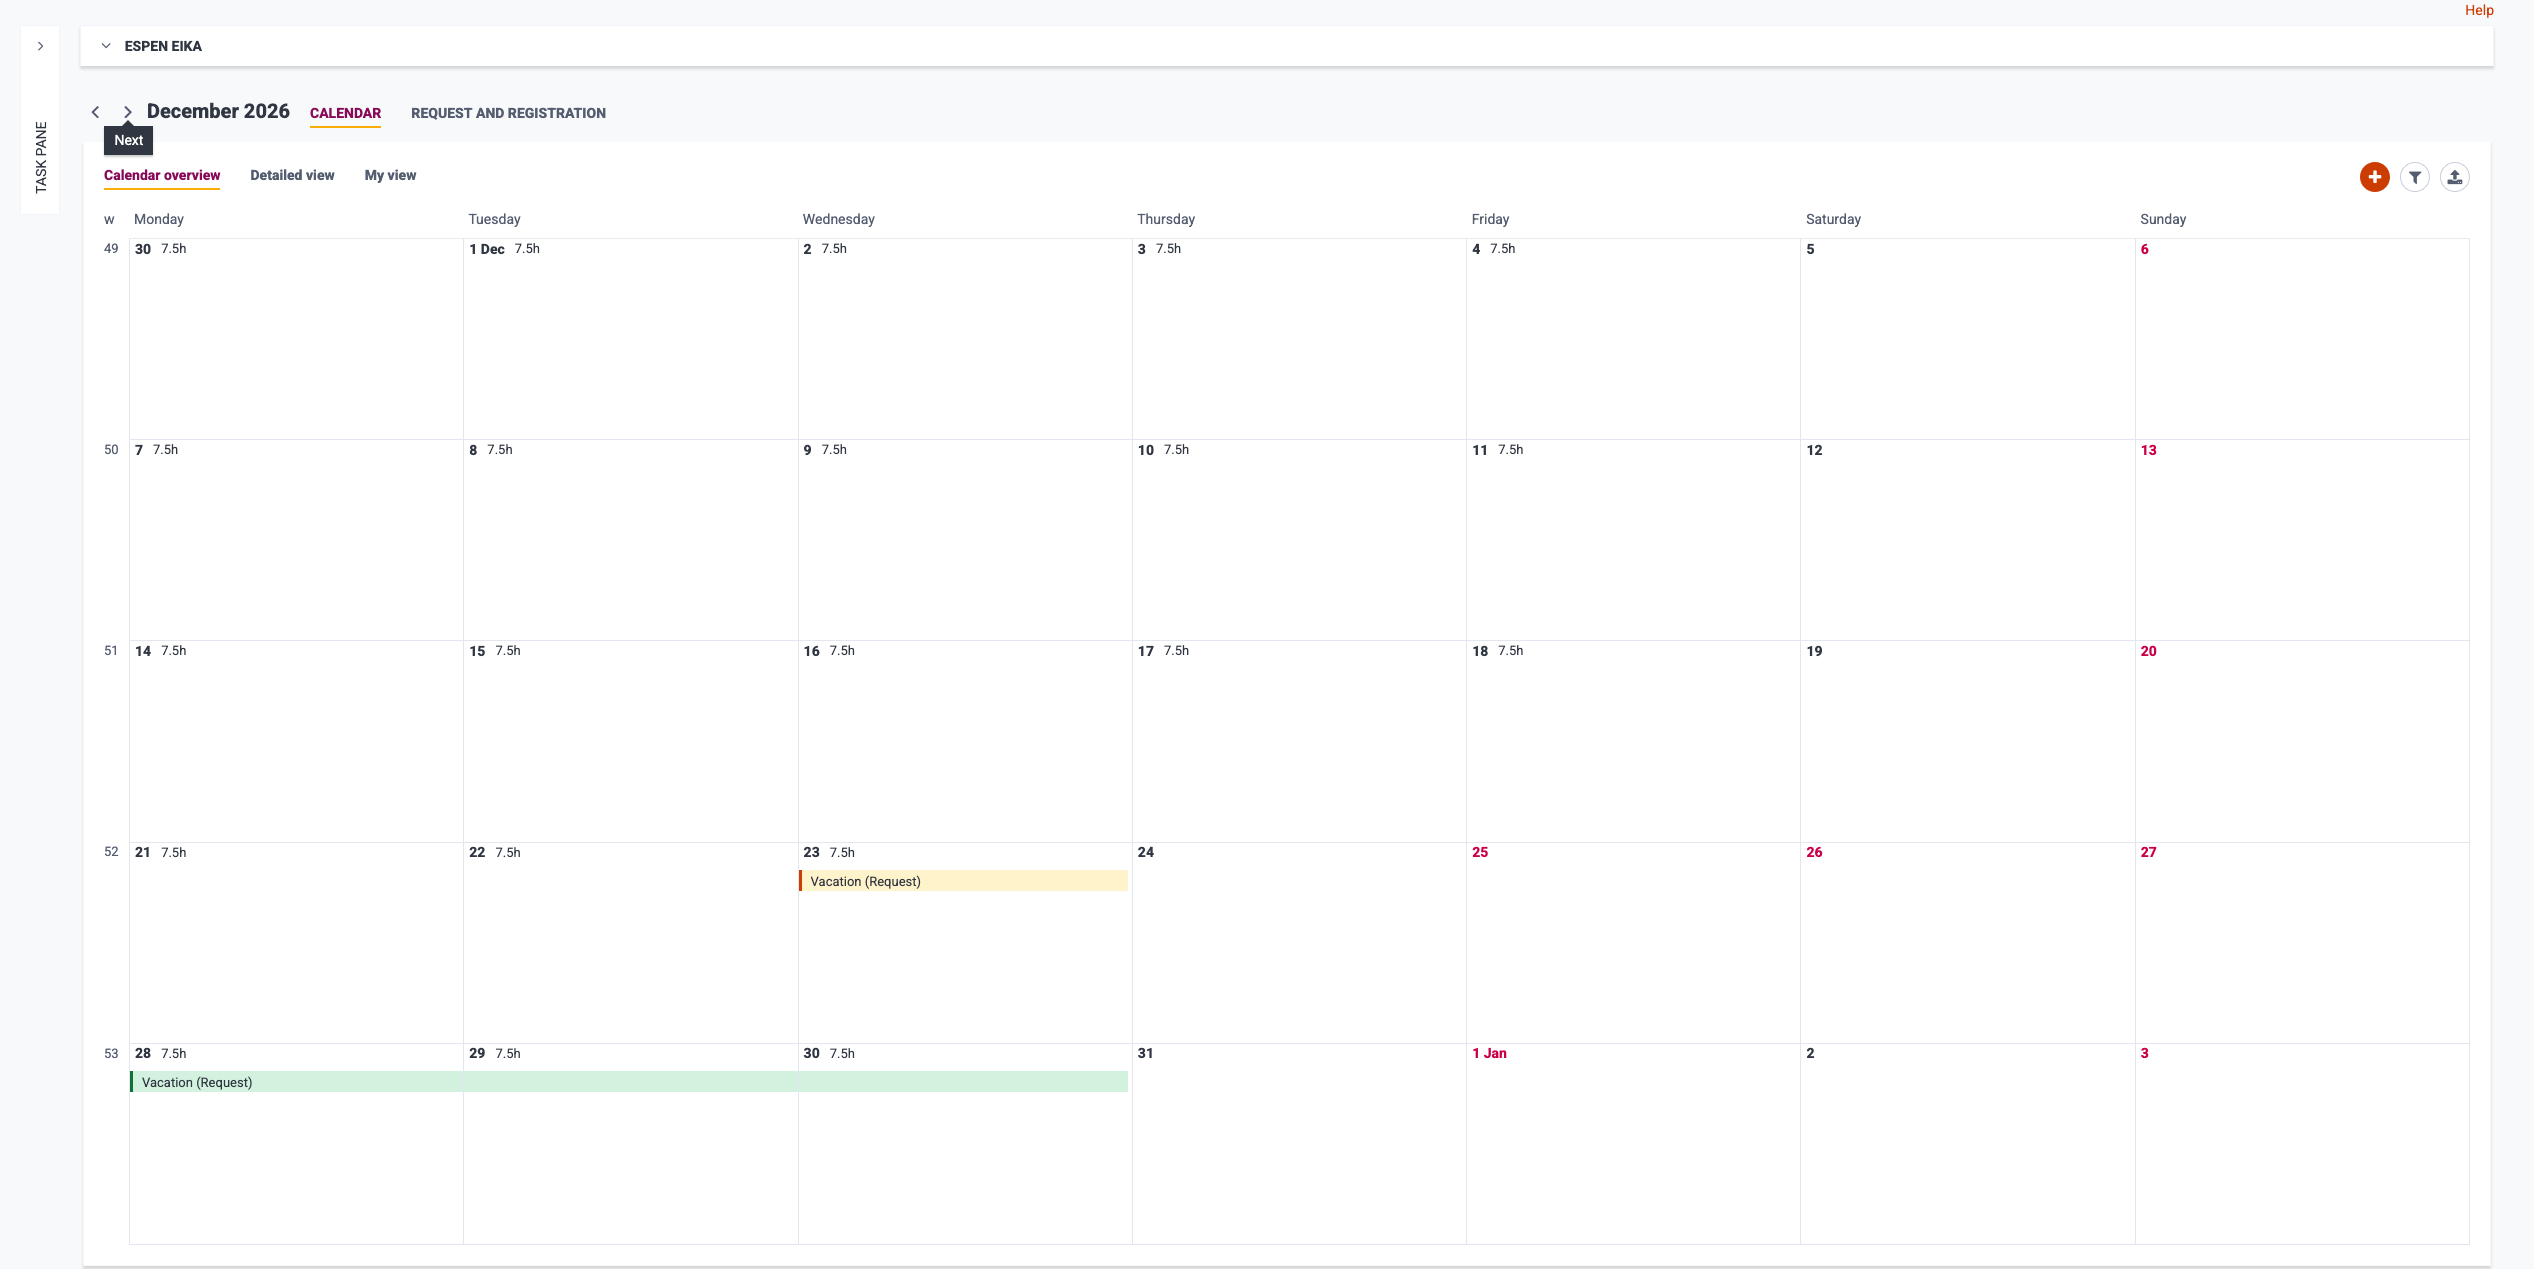 Help
ESPEN EIKA
TASK PANE
December 2026 CALENDAR REQUEST AND REGISTRATION
Next
Calendar overview Detailed view My view
w Monday Tuesday Wednesday Thursday Friday Saturday Sunday
49 30 7.5h 1 Dec 7.5h 2 7.5h 3 7.5h 4 7.5h 5 6
50 7 7.5h 8 7.5h 9 7.5h 10 7.5h 11 7.5h 12 13
51 14 7.5h 15 7.5h 16 7.5h 17 7.5h 18 7.5h 19 20
52 21 7.5h 22 7.5h 23 7.5h 24 25 26 27
Vacation (Request)
53 28 7.5h 29 7.5h 30 7.5h 31 1 Jan 2 3
Vacation (Request)